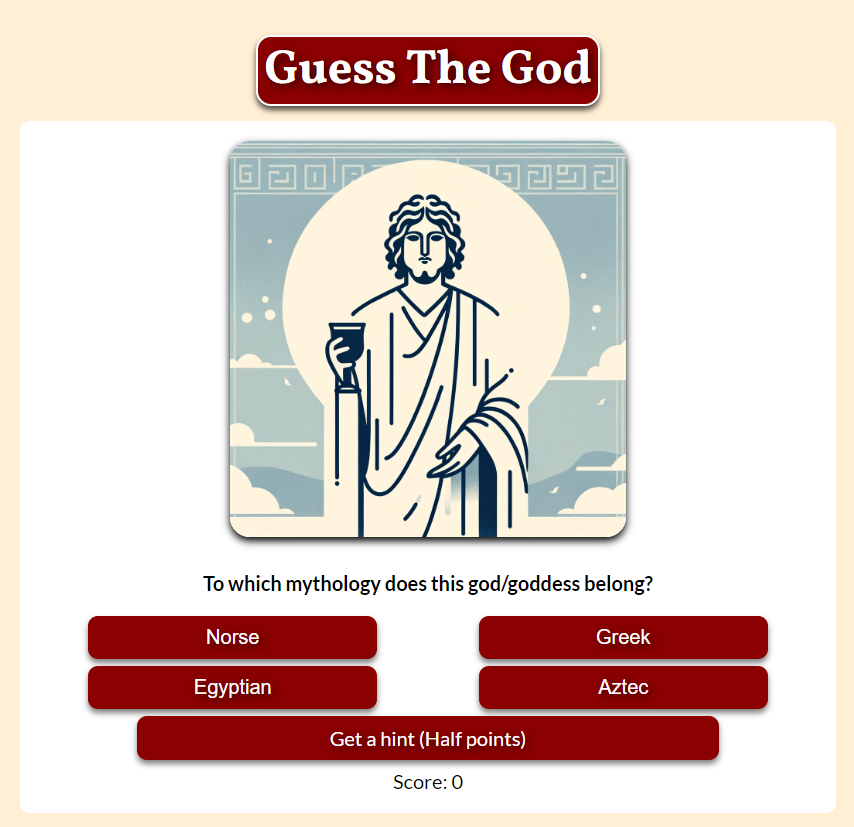 Guess The God
To which mythology does this god/goddess belong?
Norse
Greek
Egyptian
Aztec
Get a hint (Half points)
Score: 0